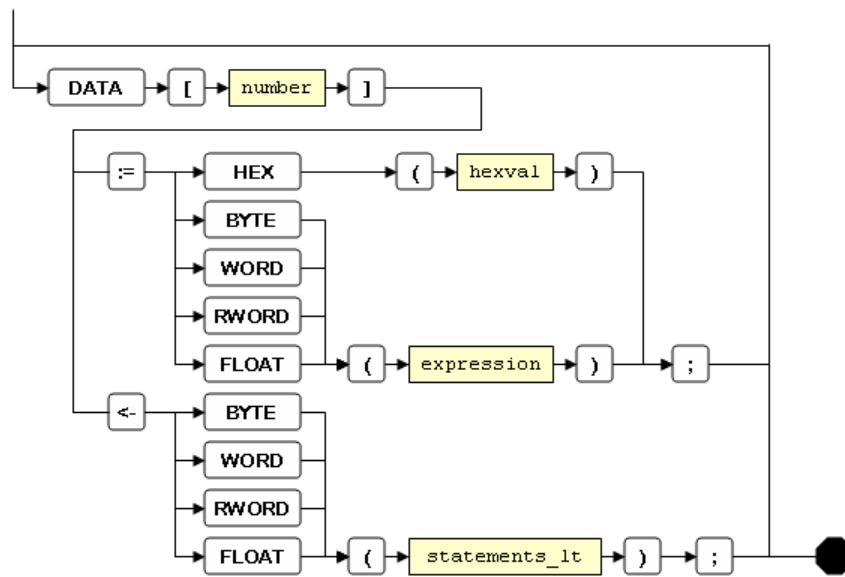 DATA [ number ]
:= HEX ( hexval )
BYTE
WORD
RWORD
FLOAT ( expression ) ;
<- BYTE
WORD
RWORD
FLOAT ( statements_lt ) ;